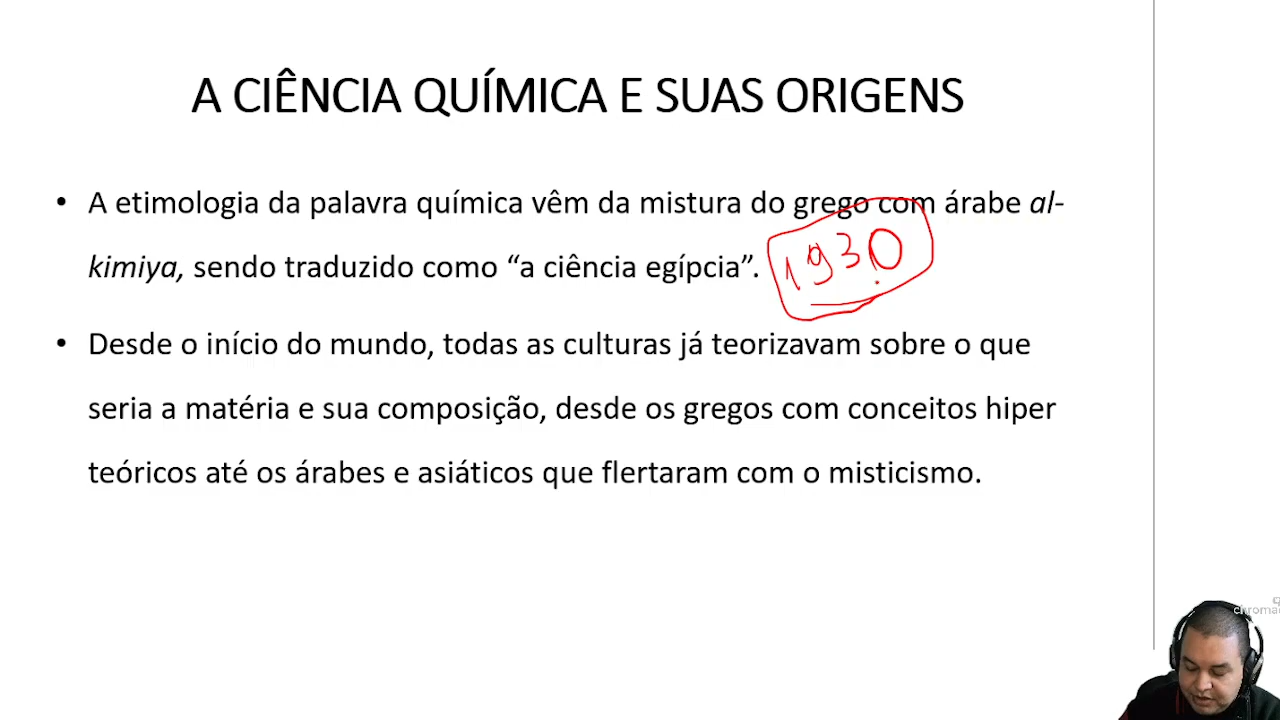 A CIÊNCIA QUÍMICA E SUAS ORIGENS
• A etimologia da palavra química vêm da mistura do grego com árabe al-
kimiya, sendo traduzido como “a ciência egípcia”.
1930
• Desde o início do mundo, todas as culturas já teorizavam sobre o que
seria a matéria e sua composição, desde os gregos com conceitos hiper
teóricos até os árabes e asiáticos que flertaram com o misticismo.